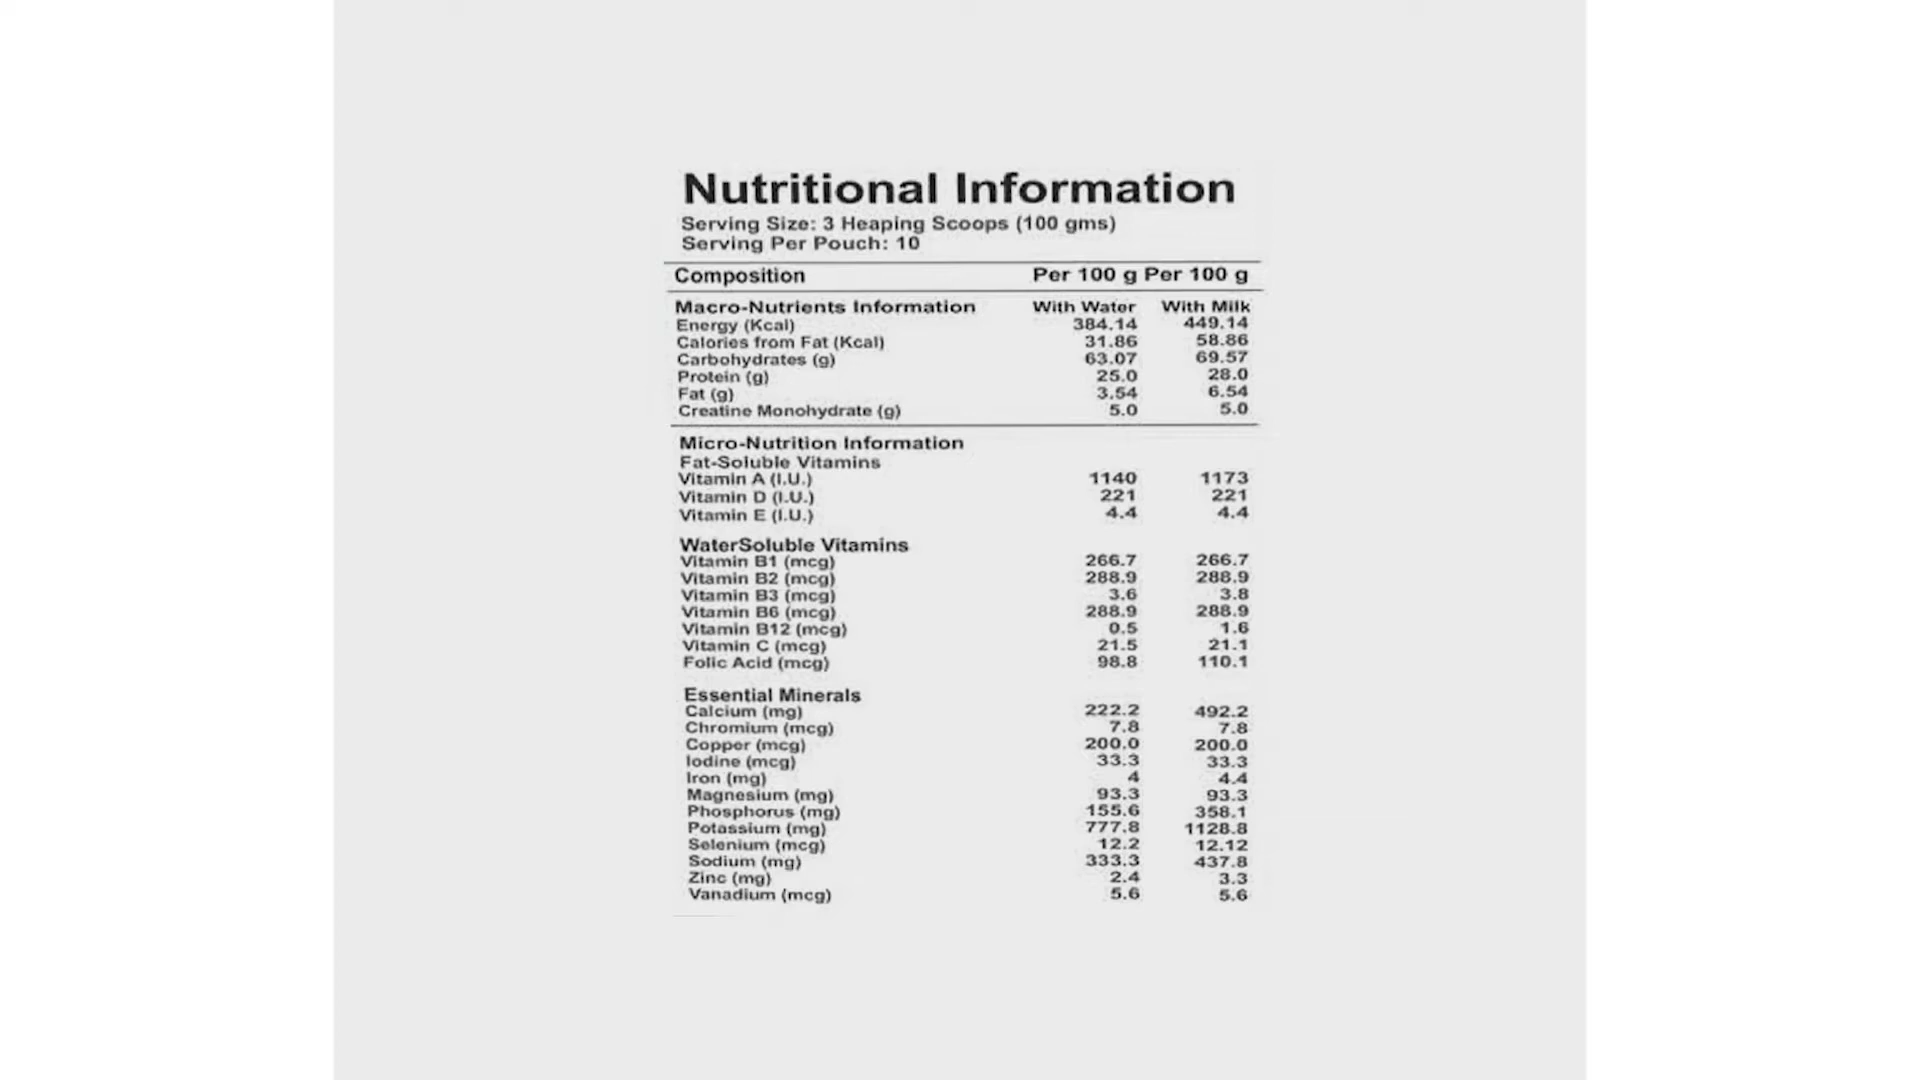 Nutritional Information
Serving Size: 3 Heaping Scoops (100 gms)
Serving Per Pouch: 10
Composition Per 100 g Per 100 g
Macro-Nutrients Information With Water With Milk
Energy (Kcal) 384.14 449.14
Calories from Fat (Kcal) 31.86 58.86
Carbohydrates (g) 63.07 69.57
Protein (g) 25.0 28.0
Fat (g) 3.54 6.54
Creatine Monohydrate (g) 5.0 5.0
Micro-Nutrition Information
Fat-Soluble Vitamins
Vitamin A (I.U.) 1140 1173
Vitamin D (I.U.) 221 221
Vitamin E (I.U.) 4.4 4.4
WaterSoluble Vitamins
Vitamin B1 (mcg) 266.7 266.7
Vitamin B2 (mcg) 288.9 288.9
Vitamin B3 (mcg) 3.6 3.8
Vitamin B6 (mcg) 288.9 288.9
Vitamin B12 (mcg) 0.5 1.6
Vitamin C (mcg) 21.5 21.1
Folic Acid (mcg) 98.8 110.1
Essential Minerals
Calcium (mg) 222.2 492.2
Chromium (mcg) 7.8 7.8
Copper (mcg) 200.0 200.0
Iodine (mcg) 33.3 33.3
Iron (mg) 4 4.4
Magnesium (mg) 93.3 93.3
Phosphorus (mg) 155.6 358.1
Potassium (mg) 777.8 1128.8
Selenium (mcg) 12.2 12.12
Sodium (mg) 333.3 437.8
Zinc (mg) 2.4 3.3
Vanadium (mcg) 5.6 5.6